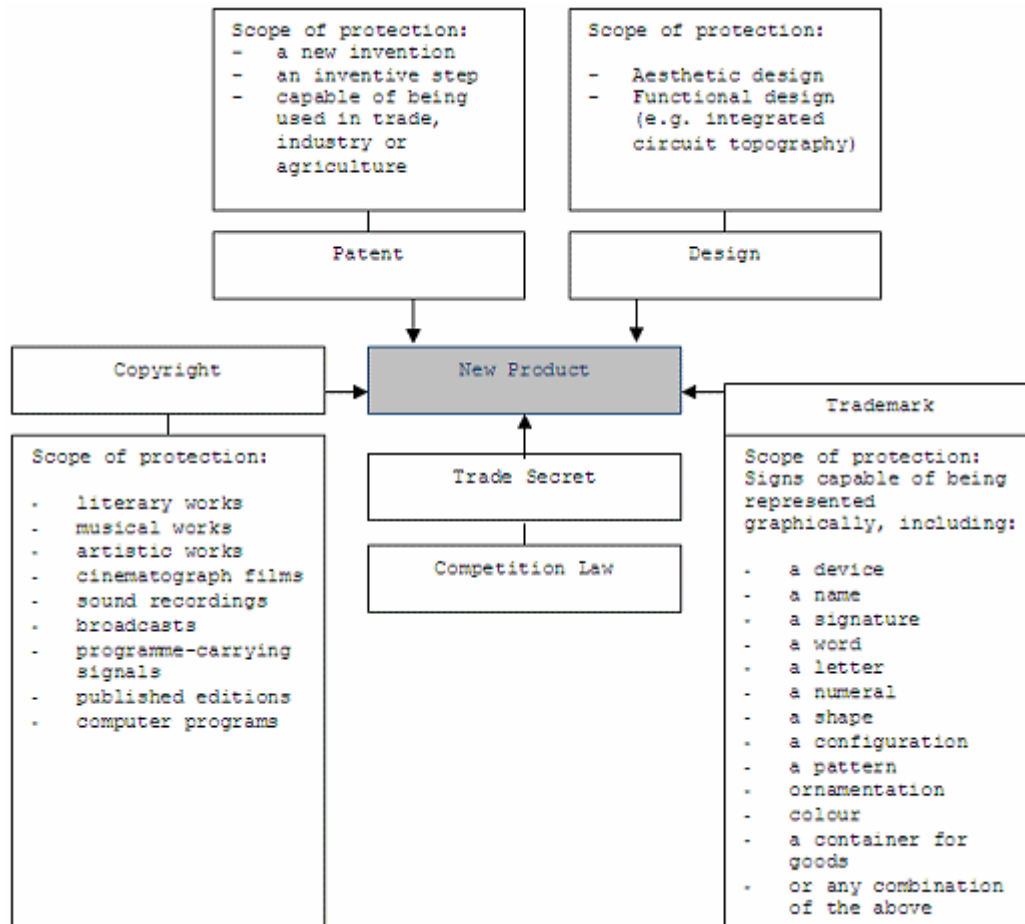 Scope of protection:
- a new invention
- an inventive step
- capable of being
used in trade,
industry or
agriculture
Patent
Scope of protection:
- Aesthetic design
- Functional design
(e.g. integrated
circuit topography)
Design
Copyright
New Product
Trademark
Scope of protection:
- literary works
- musical works
- artistic works
- cinematograph films
- sound recordings
- broadcasts
- programme-carrying
signals
- published editions
- computer programs
Trade Secret
Competition Law
Scope of protection:
Signs capable of being
represented
graphically, including:
- a device
- a name
- a signature
- a word
- a letter
- a numeral
- a shape
- a configuration
- a pattern
- ornamentation
- colour
- a container for
goods
- or any combination
of the above